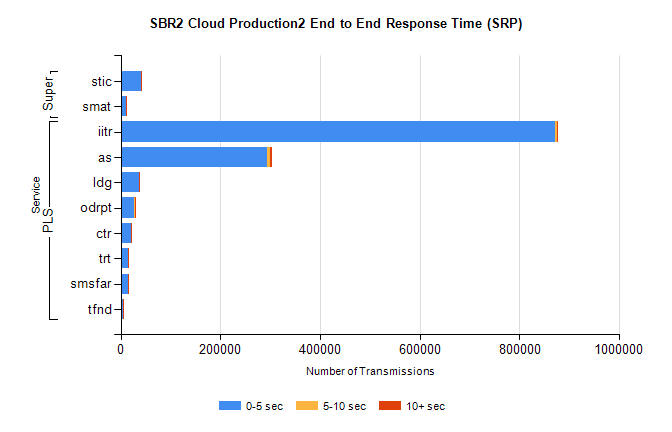 SBR2 Cloud Production2 End to End Response Time (SRP)
Super
stic
smat
Service
PLS
iitr
as
ldg
odrpt
ctr
trt
smsfar
tfnd
0 200000 400000 600000 800000 1000000
Number of Transmissions
0-5 sec 5-10 sec 10+ sec